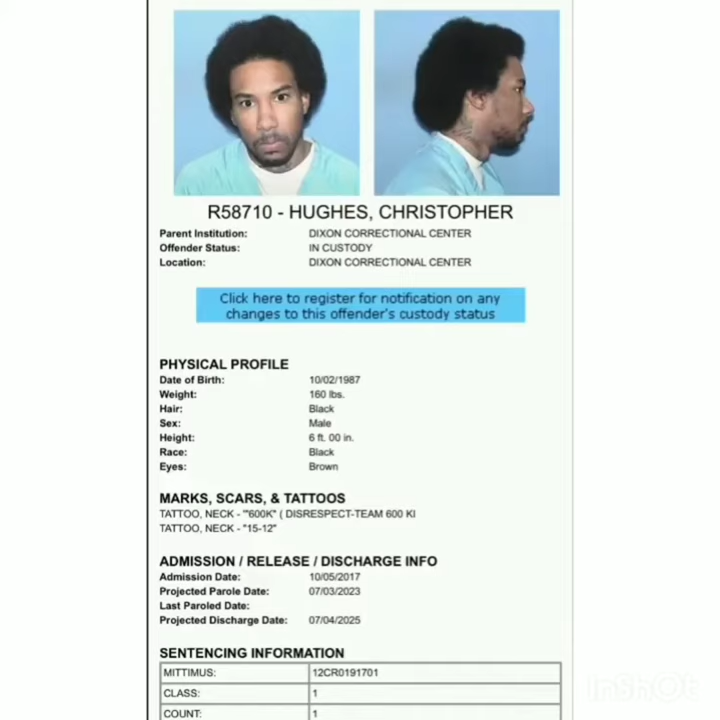 R58710 - HUGHES, CHRISTOPHER
Parent Institution: DIXON CORRECTIONAL CENTER
Offender Status: IN CUSTODY
Location: DIXON CORRECTIONAL CENTER
Click here to register for notification on any
changes to this offender's custody status
PHYSICAL PROFILE
Date of Birth: 10/02/1987
Weight: 160 lbs.
Hair: Black
Sex: Male
Height: 6 ft. 00 in.
Race: Black
Eyes: Brown
MARKS, SCARS, & TATTOOS
TATTOO, NECK - "600K" ( DISRESPECT-TEAM 600 KI
TATTOO, NECK - "15-12"
ADMISSION / RELEASE / DISCHARGE INFO
Admission Date: 10/05/2017
Projected Parole Date: 07/03/2023
Last Paroled Date:
Projected Discharge Date: 07/04/2025
SENTENCING INFORMATION
MITTIMUS: 12CR0191701
CLASS: 1
COUNT: 1
InShOt